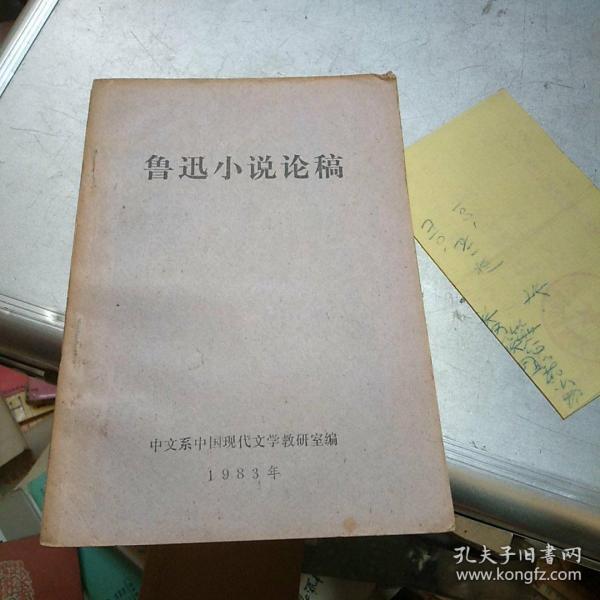 鲁迅小说论稿
中文系中国现代文学教研室编
1983年
孔夫子旧书网
www.kongfz.com